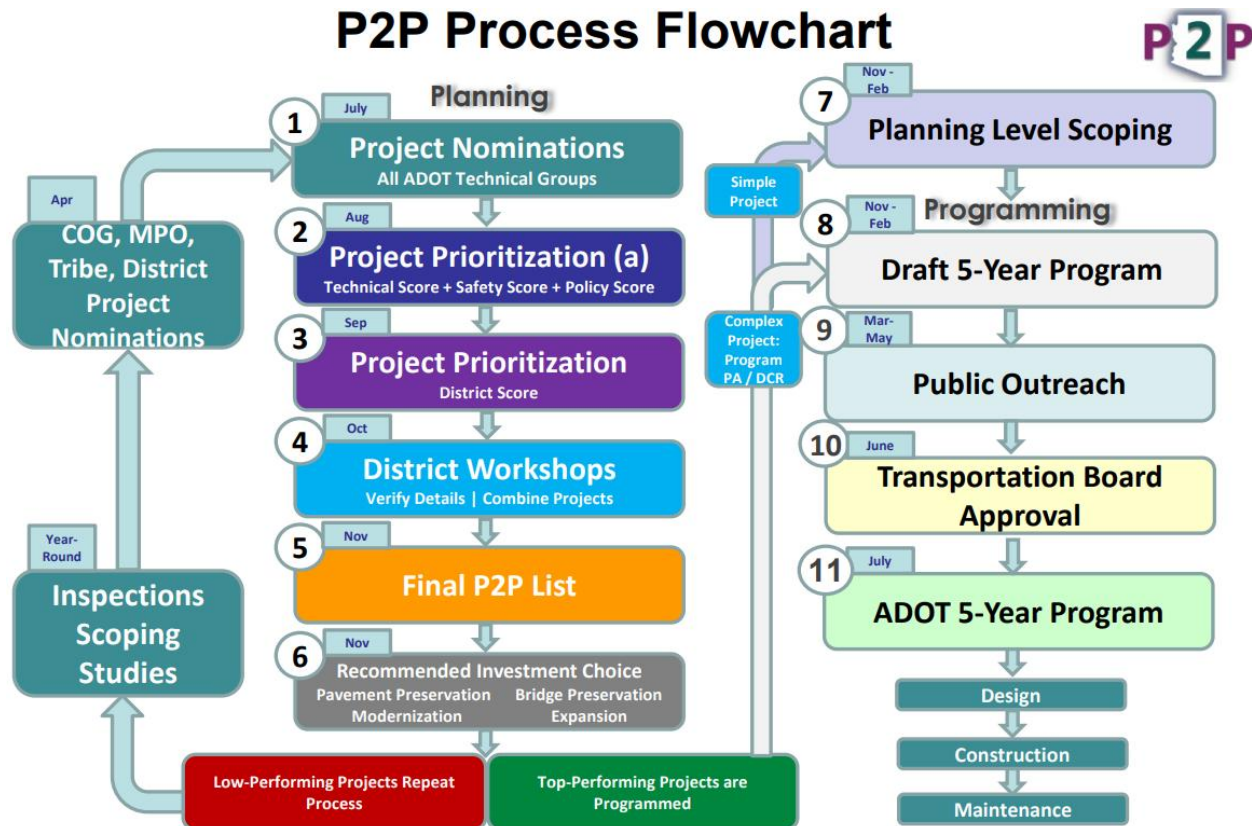 P2P Process Flowchart
P2P
Planning
July
1
Project Nominations
All ADOT Technical Groups
Aug
2
Project Prioritization (a)
Technical Score + Safety Score + Policy Score
Sep
3
Project Prioritization
District Score
Oct
4
District Workshops
Verify Details | Combine Projects
Nov
5
Final P2P List
Nov
6
Recommended Investment Choice
Pavement Preservation Bridge Preservation
Modernization Expansion
Low-Performing Projects Repeat
Process
Top-Performing Projects are
Programmed
Year-
Round
Inspections
Scoping
Studies
Apr
COG, MPO,
Tribe, District
Project
Nominations
Simple
Project
Complex
Project:
Program
PA / DCR
Nov -
Feb
7
Planning Level Scoping
Programming
Nov -
Feb
8
Draft 5-Year Program
Mar-
May
9
Public Outreach
June
10
Transportation Board
Approval
July
11
ADOT 5-Year Program
Design
Construction
Maintenance